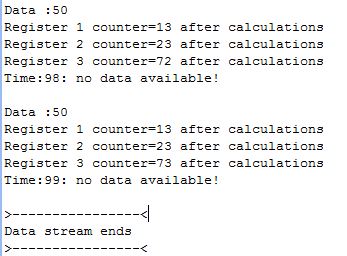 Data :50
Register 1 counter=13 after calculations
Register 2 counter=23 after calculations
Register 3 counter=72 after calculations
Time:98: no data available!
Data :50
Register 1 counter=13 after calculations
Register 2 counter=23 after calculations
Register 3 counter=73 after calculations
Time:99: no data available!
>----------------<
Data stream ends
>----------------<